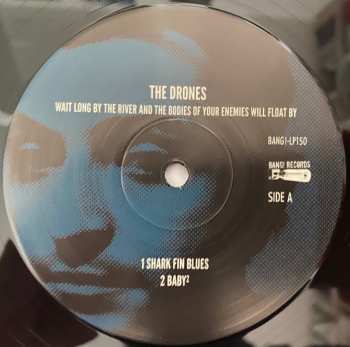 THE DRONES
WAIT LONG BY THE RIVER AND THE BODIES OF YOUR ENEMIES WILL FLOAT BY
BANG!-LP150
BANG! RECORDS
SIDE A
1 SHARK FIN BLUES
2 BABY²